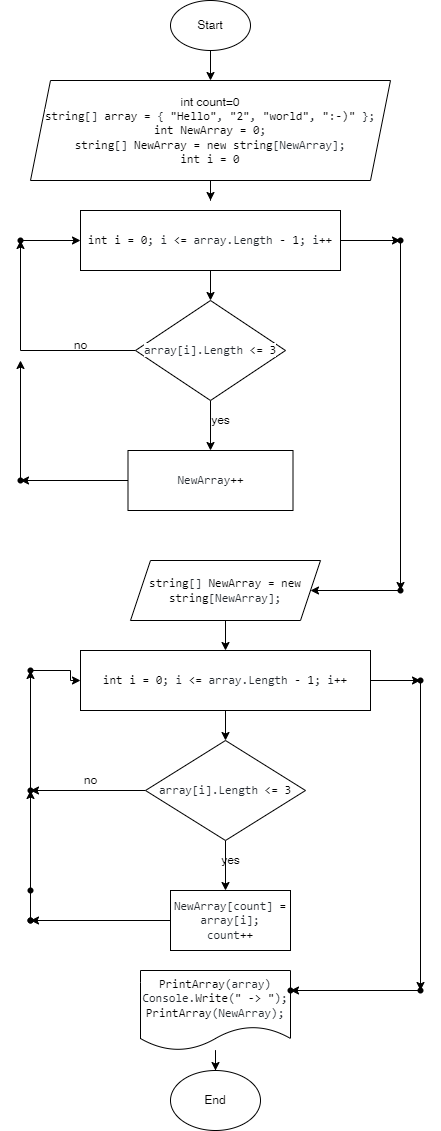 Start
int count=0
string[] array = { "Hello", "2", "world", ":-)" };
int NewArray = 0;
string[] NewArray = new string[NewArray];
int i = 0
int i = 0; i <= array.Length - 1; i++
array[i].Length <= 3
no
yes
NewArray++
string[] NewArray = new
string[NewArray];
int i = 0; i <= array.Length - 1; i++
array[i].Length <= 3
no
yes
NewArray[count] =
array[i];
count++
PrintArray(array)
Console.Write(" -> ");
PrintArray(NewArray);
End